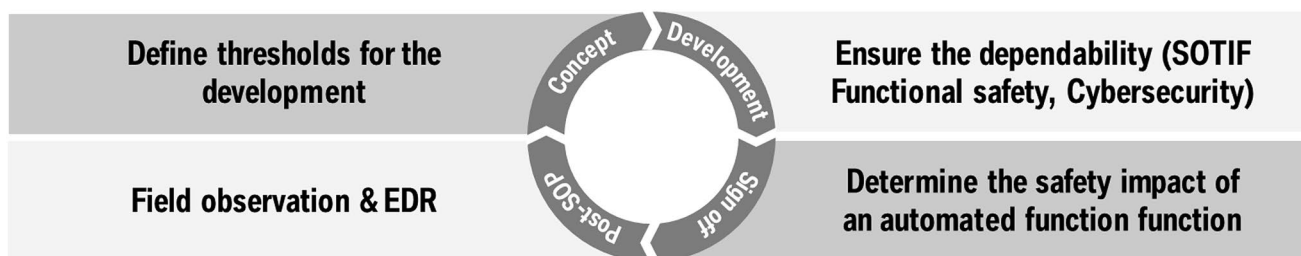 Define thresholds for the
development
Concept
Development
Ensure the dependability (SOTIF
Functional safety, Cybersecurity)
Field observation & EDR
Post-SOP
Sign off
Determine the safety impact of
an automated function function